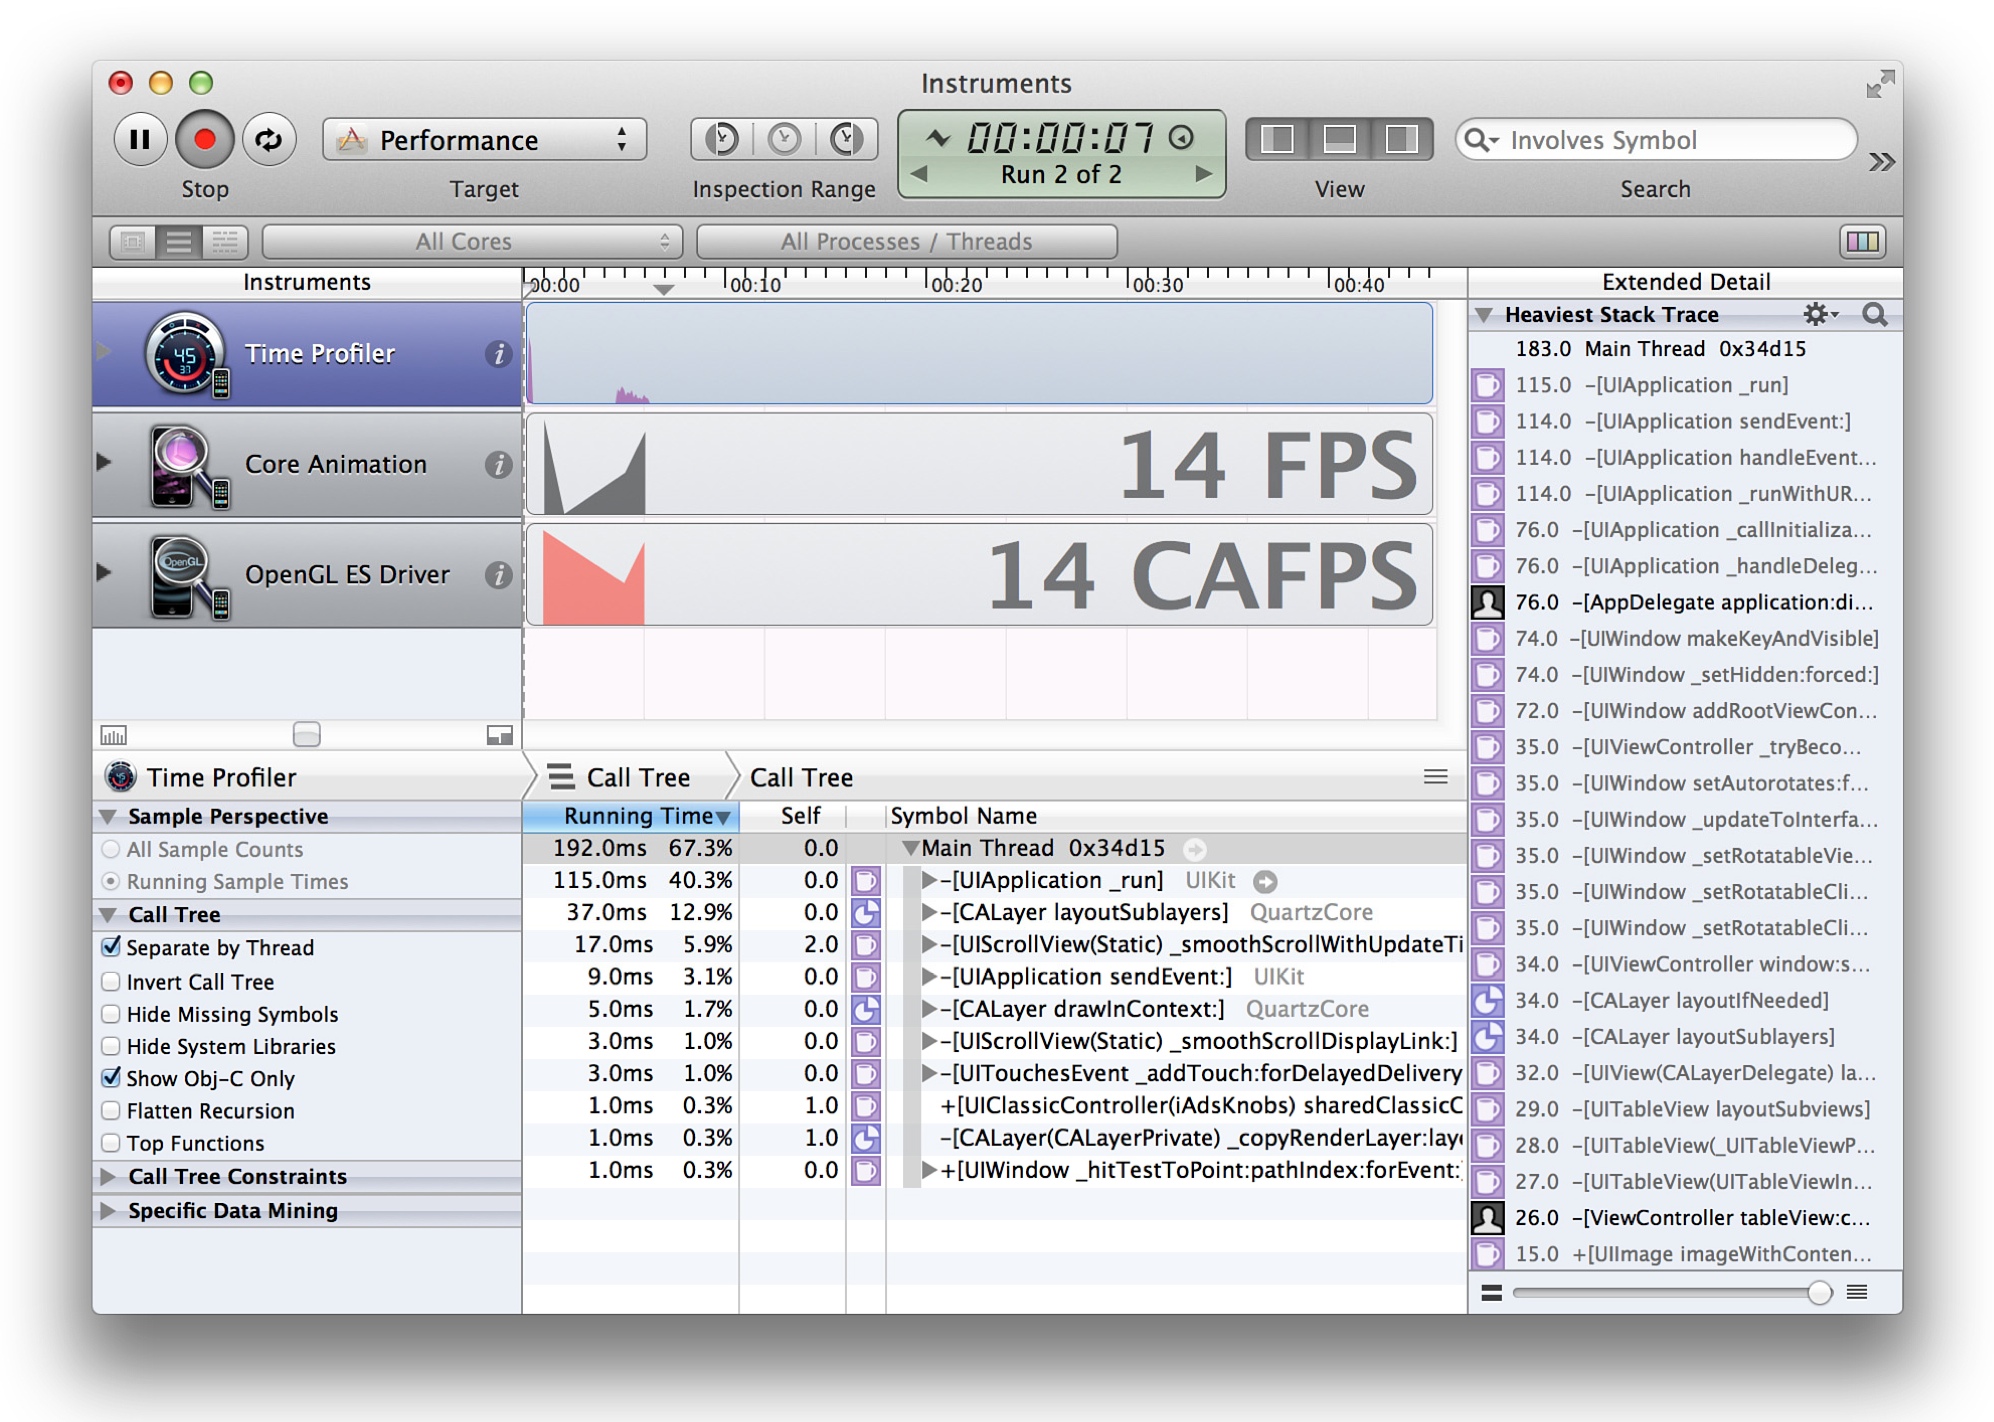 Instruments
Stop
Performance
Target
Inspection Range
00:00:07
Run 2 of 2
View
Involves Symbol
Search
All Cores
All Processes / Threads
Instruments
00:00 00:10 00:20 00:30 00:40
Extended Detail
Time Profiler
Core Animation
14 FPS
OpenGL ES Driver
14 CAFPS
Time Profiler
Call Tree
Call Tree
Sample Perspective
All Sample Counts
Running Sample Times
Call Tree
Separate by Thread
Invert Call Tree
Hide Missing Symbols
Hide System Libraries
Show Obj-C Only
Flatten Recursion
Top Functions
Call Tree Constraints
Specific Data Mining
Running Time Self Symbol Name
192.0ms 67.3% 0.0 Main Thread 0x34d15
115.0ms 40.3% 0.0 -[UIApplication _run] UIKit
37.0ms 12.9% 0.0 -[CALayer layoutSublayers] QuartzCore
17.0ms 5.9% 2.0 -[UIScrollView(Static) _smoothScrollWithUpdateTi
9.0ms 3.1% 0.0 -[UIApplication sendEvent:] UIKit
5.0ms 1.7% 0.0 -[CALayer drawInContext:] QuartzCore
3.0ms 1.0% 0.0 -[UIScrollView(Static) _smoothScrollDisplayLink:]
3.0ms 1.0% 0.0 -[UITouchesEvent _addTouch:forDelayedDelivery
1.0ms 0.3% 1.0 +[UIClassicController(iAdsKnobs) sharedClassicC
1.0ms 0.3% 1.0 -[CALayer(CALayerPrivate) _copyRenderLayer:laye
1.0ms 0.3% 0.0 +[UIWindow _hitTestToPoint:pathIndex:forEvent:
Heaviest Stack Trace
183.0 Main Thread 0x34d15
115.0 -[UIApplication _run]
114.0 -[UIApplication sendEvent:]
114.0 -[UIApplication handleEvent...
114.0 -[UIApplication _runWithUR...
76.0 -[UIApplication _callInitializa...
76.0 -[UIApplication _handleDeleg...
76.0 -[AppDelegate application:di...
74.0 -[UIWindow makeKeyAndVisible]
74.0 -[UIWindow _setHidden:forced:]
72.0 -[UIWindow addRootViewCon...
35.0 -[UIViewController _tryBeco...
35.0 -[UIWindow setAutorotates:f...
35.0 -[UIWindow _updateToInterfa...
35.0 -[UIWindow _setRotatableVie...
35.0 -[UIWindow _setRotatableCli...
35.0 -[UIWindow _setRotatableCli...
34.0 -[UIViewController window:s...
34.0 -[CALayer layoutIfNeeded]
34.0 -[CALayer layoutSublayers]
32.0 -[UIView(CALayerDelegate) la...
29.0 -[UITableView layoutSubviews]
28.0 -[UITableView(_UITableViewP...
27.0 -[UITableView(UITableViewIn...
26.0 -[ViewController tableView:c...
15.0 +[UIImage imageWithConten...